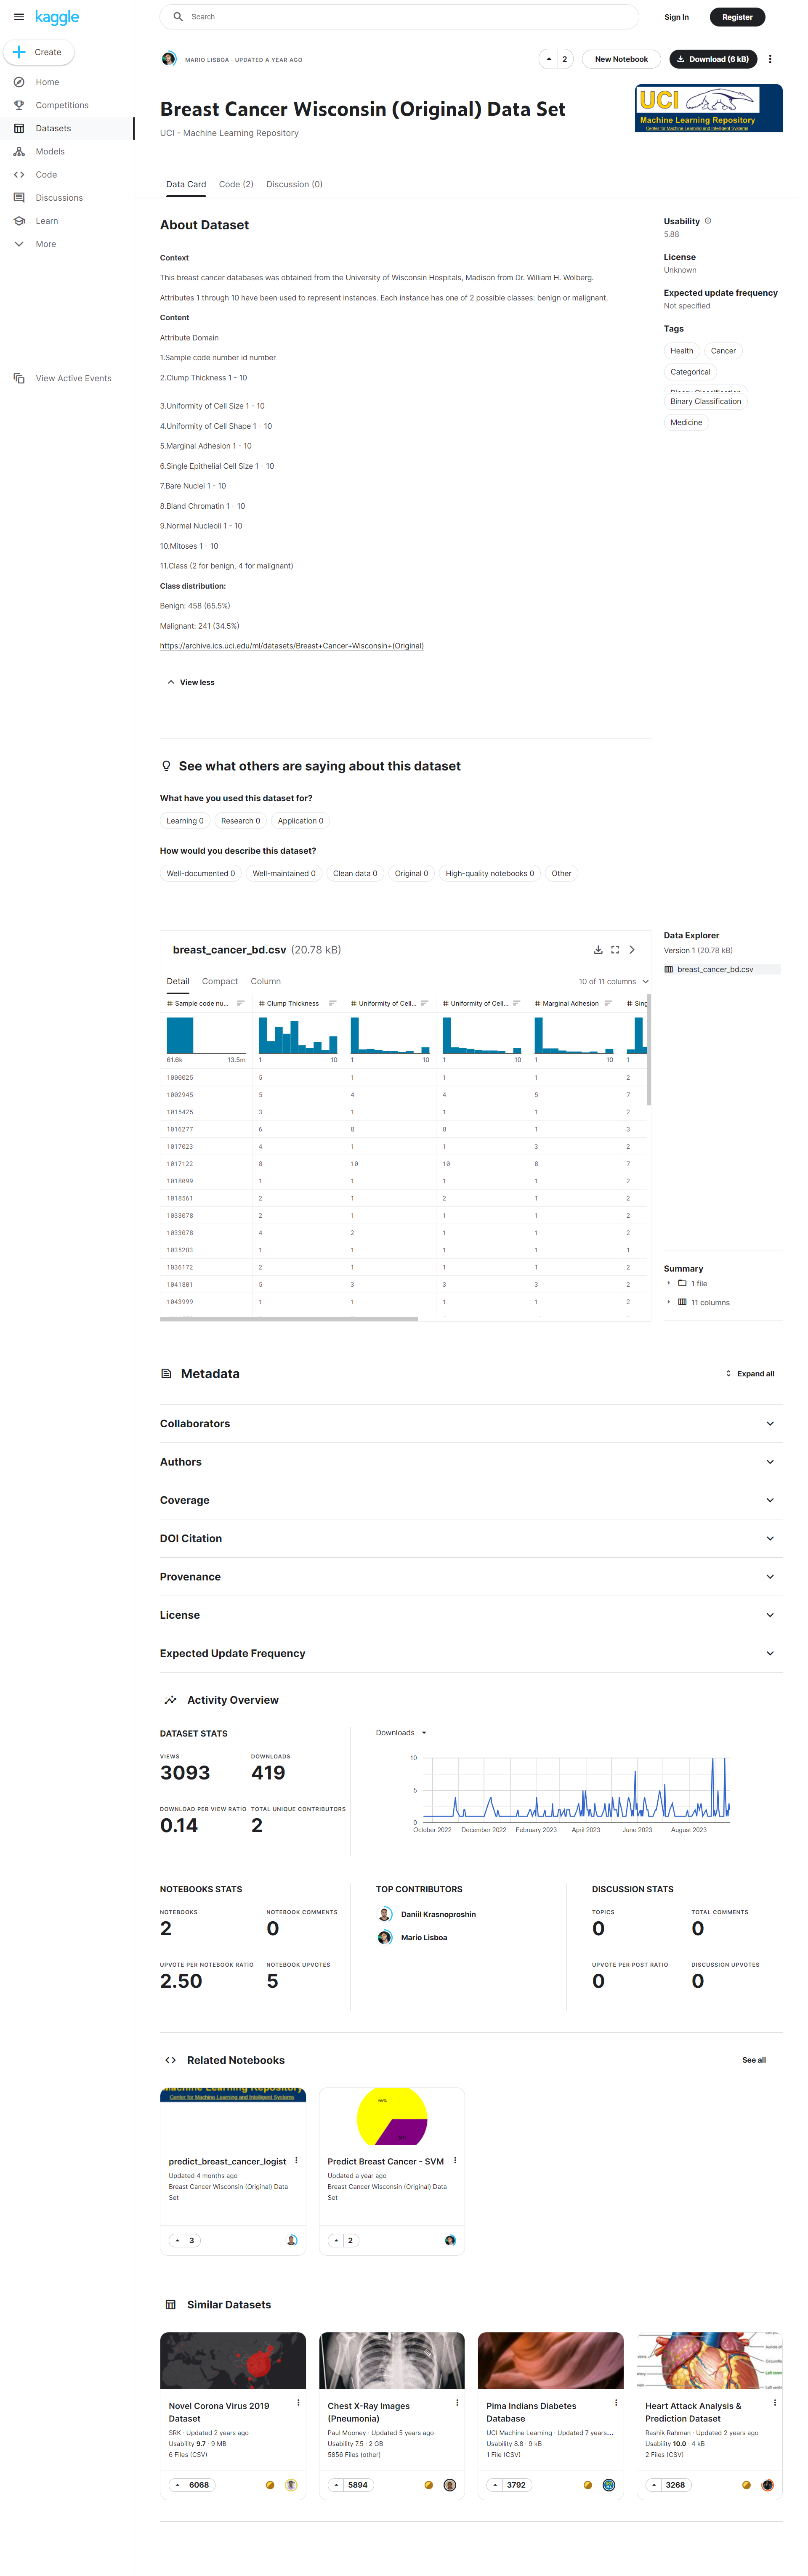 kaggle
Search
Sign In
Register
Create
Home
Competitions
Datasets
Models
Code
Discussions
Learn
More
View Active Events
MARIO LISBOA · UPDATED A YEAR AGO
2
New Notebook
Download (6 kB)
Breast Cancer Wisconsin (Original) Data Set
UCI - Machine Learning Repository
UCI
Machine Learning Repository
Center for Machine Learning and Intelligent Systems
Data Card
Code (2)
Discussion (0)
About Dataset
Context
This breast cancer databases was obtained from the University of Wisconsin Hospitals, Madison from Dr. William H. Wolberg.
Attributes 1 through 10 have been used to represent instances. Each instance has one of 2 possible classes: benign or malignant.
Content
Attribute Domain
1.Sample code number id number
2.Clump Thickness 1 - 10
3.Uniformity of Cell Size 1 - 10
4.Uniformity of Cell Shape 1 - 10
5.Marginal Adhesion 1 - 10
6.Single Epithelial Cell Size 1 - 10
7.Bare Nuclei 1 - 10
8.Bland Chromatin 1 - 10
9.Normal Nucleoli 1 - 10
10.Mitoses 1 - 10
11.Class (2 for benign, 4 for malignant)
Class distribution:
Benign: 458 (65.5%)
Malignant: 241 (34.5%)
https://archive.ics.uci.edu/ml/datasets/Breast+Cancer+Wisconsin+(Original)
View less
Usability
5.88
License
Unknown
Expected update frequency
Not specified
Tags
Health
Cancer
Categorical
Binary Classification
Binary Classification
Medicine
See what others are saying about this dataset
What have you used this dataset for?
Learning 0
Research 0
Application 0
How would you describe this dataset?
Well-documented 0
Well-maintained 0
Clean data 0
Original 0
High-quality notebooks 0
Other
breast_cancer_bd.csv (20.78 kB)
Detail
Compact
Column
10 of 11 columns
# Sample code nu... # Clump Thickness # Uniformity of Cell... # Uniformity of Cell... # Marginal Adhesion # Sing
61.6k 13.5m 1 10 1 10 1 10 1 10 1
1000025 5 1 1 1 2
1002945 5 4 4 5 7
1015425 3 1 1 1 2
1016277 6 8 8 1 3
1017023 4 1 1 3 2
1017122 8 10 10 8 7
1018099 1 1 1 1 2
1018561 2 1 2 1 2
1033078 2 1 1 1 2
1033078 4 2 1 1 2
1035283 1 1 1 1 1
1036172 2 1 1 1 2
1041801 5 3 3 3 2
1043999 1 1 1 1 2
Data Explorer
Version 1 (20.78 kB)
breast_cancer_bd.csv
Summary
1 file
11 columns
Metadata
Expand all
Collaborators
Authors
Coverage
DOI Citation
Provenance
License
Expected Update Frequency
Activity Overview
DATASET STATS
VIEWS
3093
DOWNLOADS
419
DOWNLOAD PER VIEW RATIO
0.14
TOTAL UNIQUE CONTRIBUTORS
2
Downloads
10
5
0
October 2022 December 2022 February 2023 April 2023 June 2023 August 2023
NOTEBOOKS STATS
NOTEBOOKS
2
NOTEBOOK COMMENTS
0
UPVOTE PER NOTEBOOK RATIO
2.50
NOTEBOOK UPVOTES
5
TOP CONTRIBUTORS
Daniil Krasnoproshin
Mario Lisboa
DISCUSSION STATS
TOPICS
0
TOTAL COMMENTS
0
UPVOTE PER POST RATIO
0
DISCUSSION UPVOTES
0
Related Notebooks
See all
Machine Learning Repository
Center for Machine Learning and Intelligent Systems
predict_breast_cancer_logist
Updated 4 months ago
Breast Cancer Wisconsin (Original) Data
Set
3
66%
Predict Breast Cancer - SVM
Updated a year ago
Breast Cancer Wisconsin (Original) Data
Set
2
Similar Datasets
Novel Corona Virus 2019
Dataset
SRK · Updated 2 years ago
Usability 9.7 · 9 MB
6 Files (CSV)
6068
Chest X-Ray Images
(Pneumonia)
Paul Mooney · Updated 5 years ago
Usability 7.5 · 2 GB
5856 Files (other)
5894
Pima Indians Diabetes
Database
UCI Machine Learning · Updated 7 years...
Usability 8.8 · 9 kB
1 File (CSV)
3792
Heart Attack Analysis &
Prediction Dataset
Rashik Rahman · Updated 2 years ago
Usability 10.0 · 4 kB
2 Files (CSV)
3268